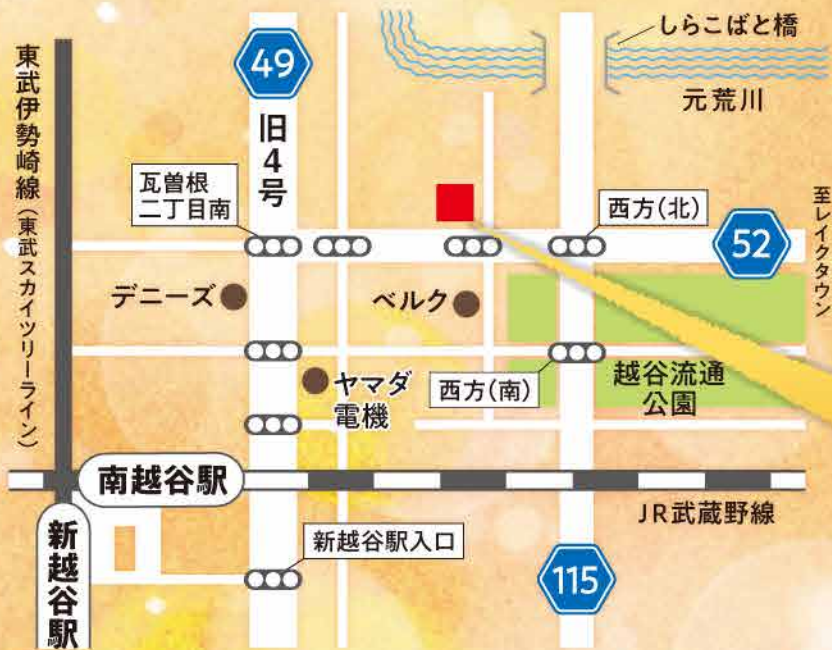 しらこばと橋
元荒川
49
旧4号
東武伊勢崎線(東武スカイツリーライン)
瓦曽根
二丁目南
西方(北)
52
至レイクタウン
デニーズ
ベルク
ヤマダ
電機
西方(南)
越谷流通
公園
南越谷駅
JR武蔵野線
新越谷駅
新越谷駅入口
115